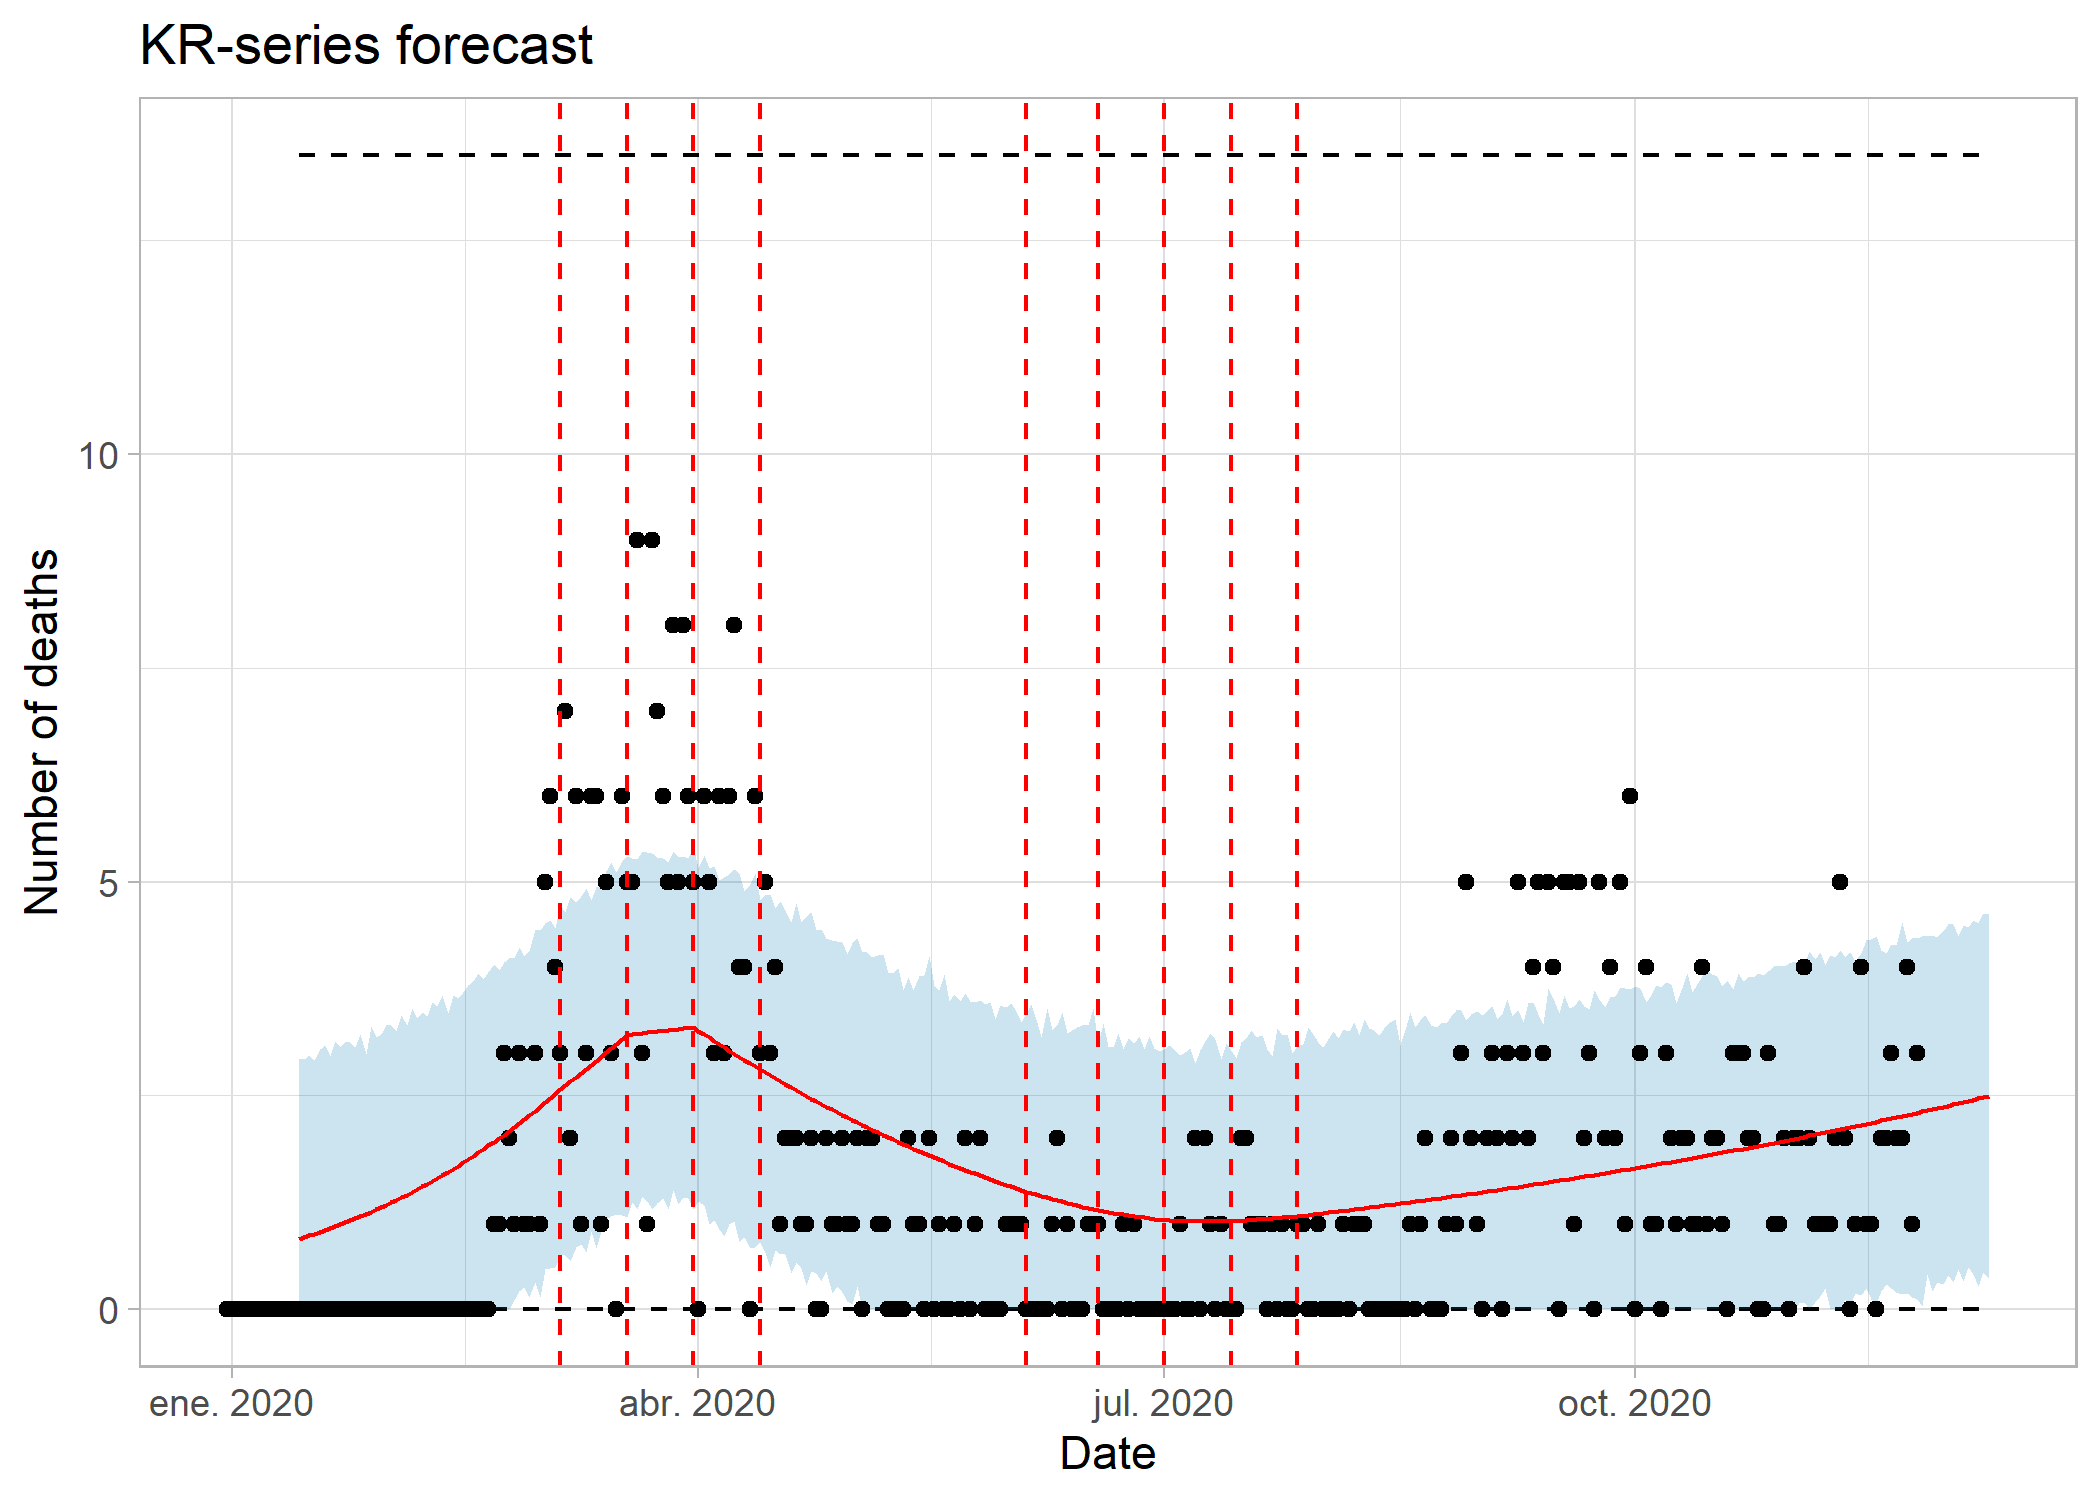 KR-series forecast
Number of deaths
10
5
0
ene. 2020
abr. 2020
jul. 2020
oct. 2020
Date